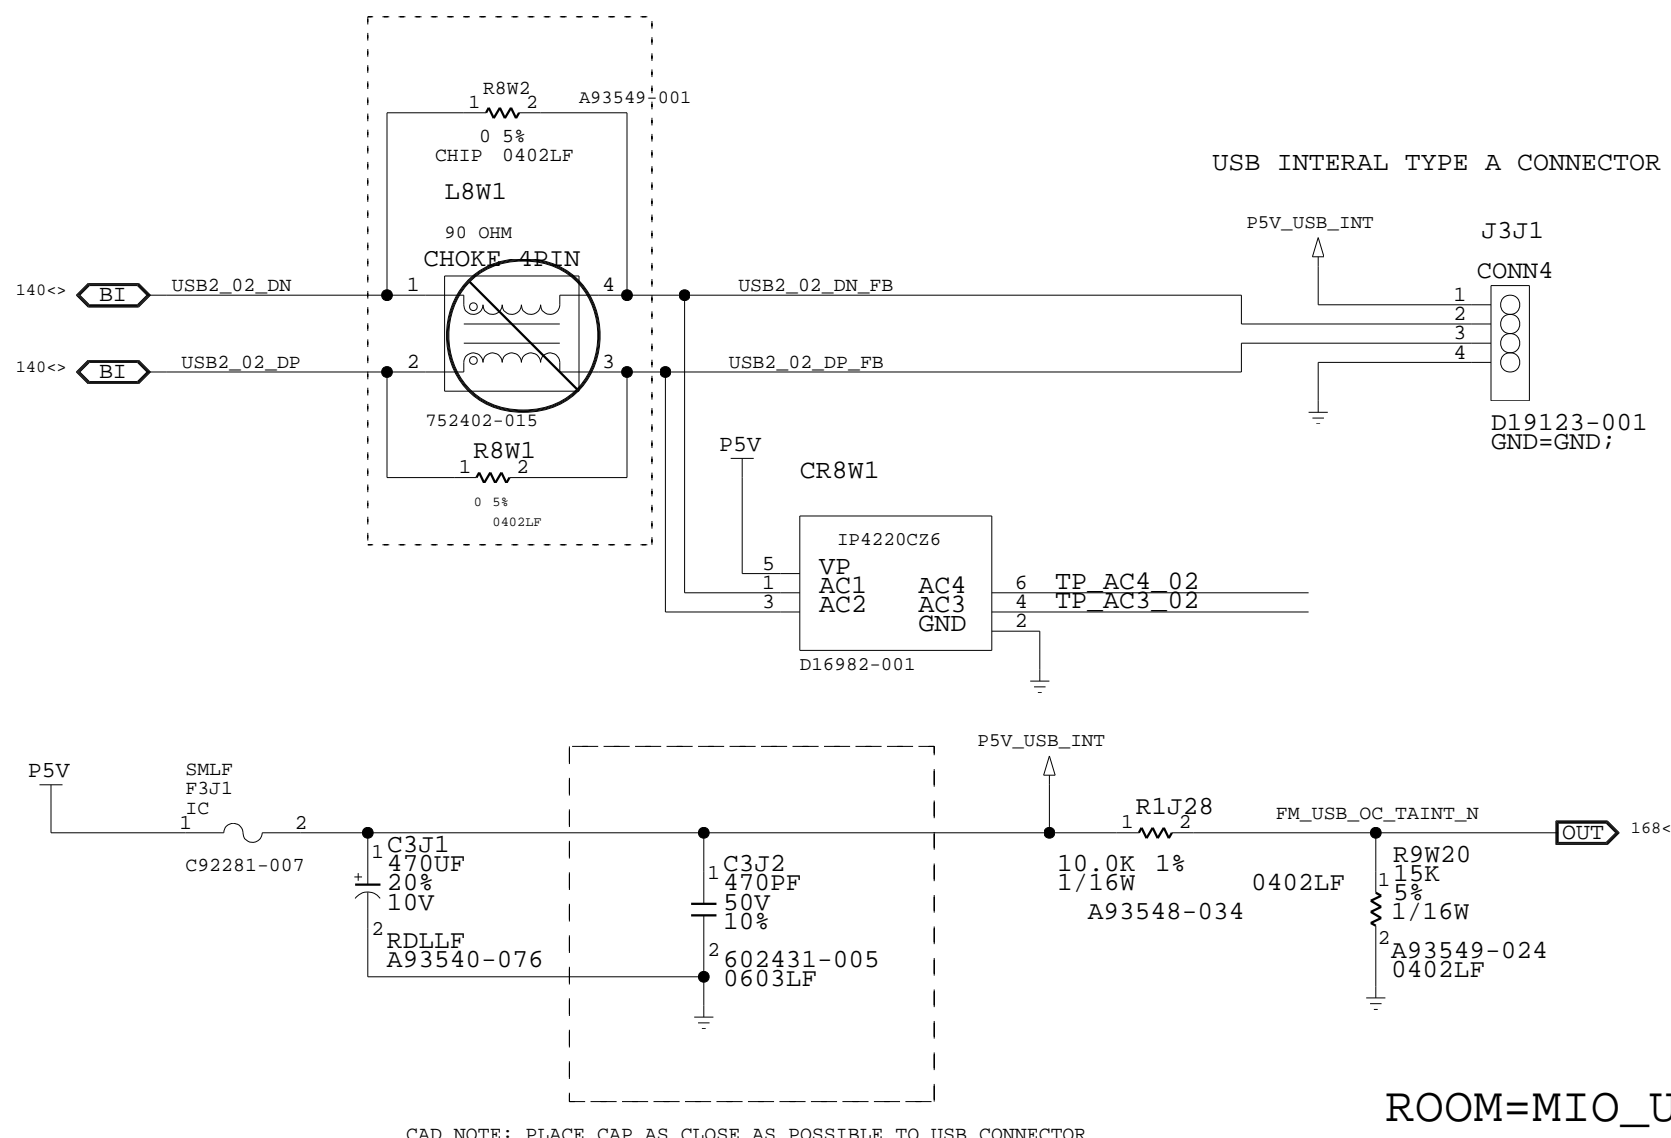 R8W2
1 2 A93549-001
0 5%
CHIP 0402LF
L8W1
90 OHM
CHOKE 4PIN
USB INTERAL TYPE A CONNECTOR
P5V_USB_INT
J3J1
CONN4
140<> BI USB2_02_DN 1 4 USB2_02_DN_FB
1
2
3
4
140<> BI USB2_02_DP 2 3 USB2_02_DP_FB
752402-015
D19123-001
GND=GND;
R8W1
1 2
0 5%
0402LF
P5V
CR8W1
IP4220CZ6
5 VP
1 AC1 AC4 6 TP_AC4_02
3 AC2 AC3 4 TP_AC3_02
GND 2
D16982-001
P5V
SMLF
F3J1
IC
1 2
C92281-007
1 C3J1
470UF
20%
+
10V
2
RDLLF
A93540-076
1 C3J2
470PF
50V
10%
2 602431-005
0603LF
P5V_USB_INT
R1J28
1 2
10.0K 1%
1/16W 0402LF
A93548-034
FM_USB_OC_TAINT_N
OUT 168<
R9W20
1 15K
5%
1/16W
2 A93549-024
0402LF
ROOM=MIO_U
CAD NOTE: PLACE CAP AS CLOSE AS POSSIBLE TO USB CONNECTOR